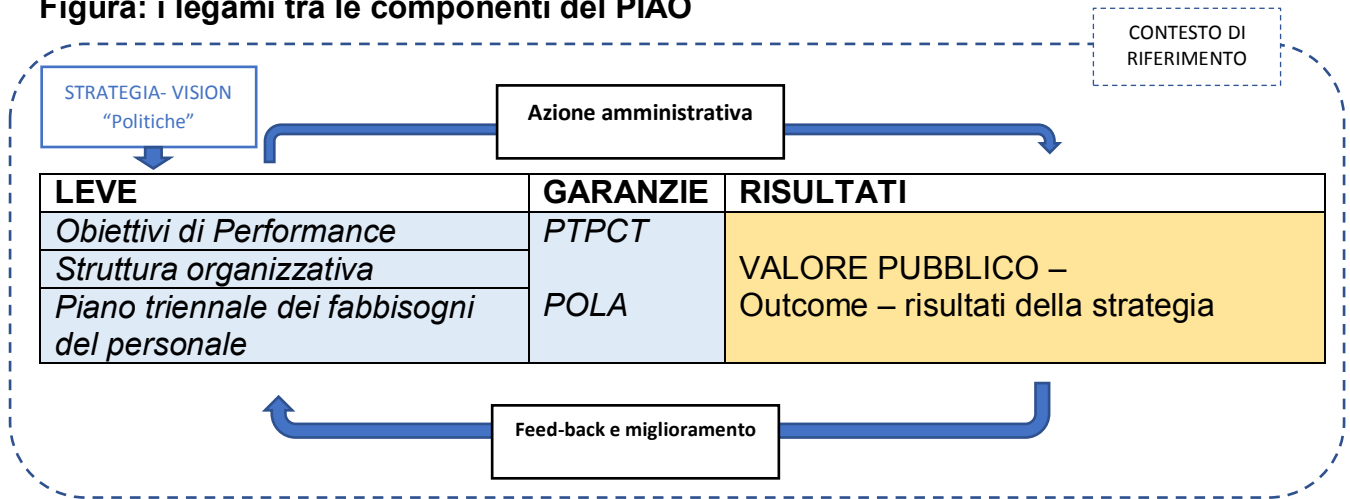 Figura: i legami tra le componenti del PIAO
CONTESTO DI
RIFERIMENTO
STRATEGIA- VISION
“Politiche”
Azione amministrativa
LEVE GARANZIE RISULTATI
Obiettivi di Performance PTPCT
Struttura organizzativa VALORE PUBBLICO –
Piano triennale dei fabbisogni POLA Outcome – risultati della strategia
del personale
Feed-back e miglioramento